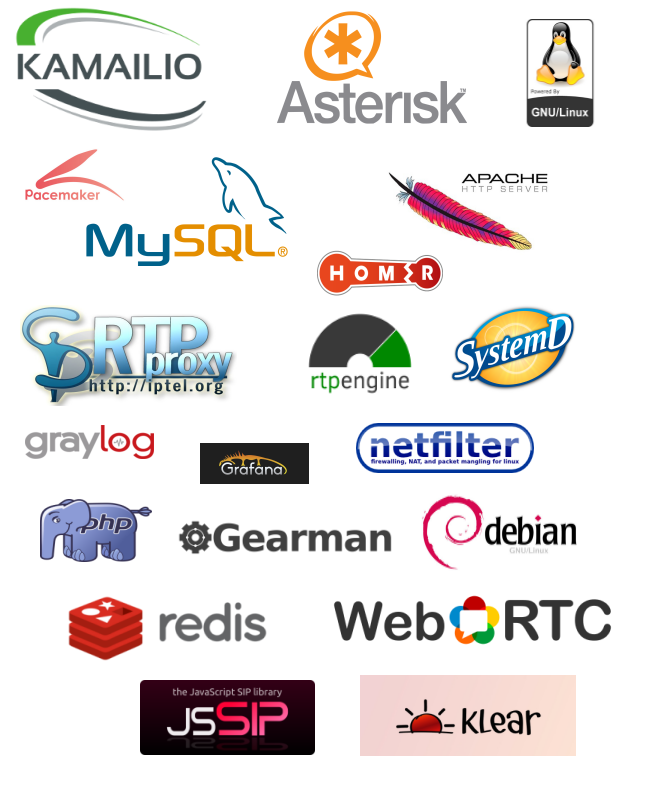 KAMAILIO
Asterisk™
Powered By
GNU/Linux
Pacemaker
MySQL®
APACHE
HTTP SERVER
HOMER
RTP
proxy
http://iptel.org
rtpengine
SystemD
graylog
Grafana
netfilter
firewalling, NAT, and packet mangling for linux
php
Gearman
debian
GNU/Linux
redis
WebRTC
the JavaScript SIP library
JSSIP
KLear